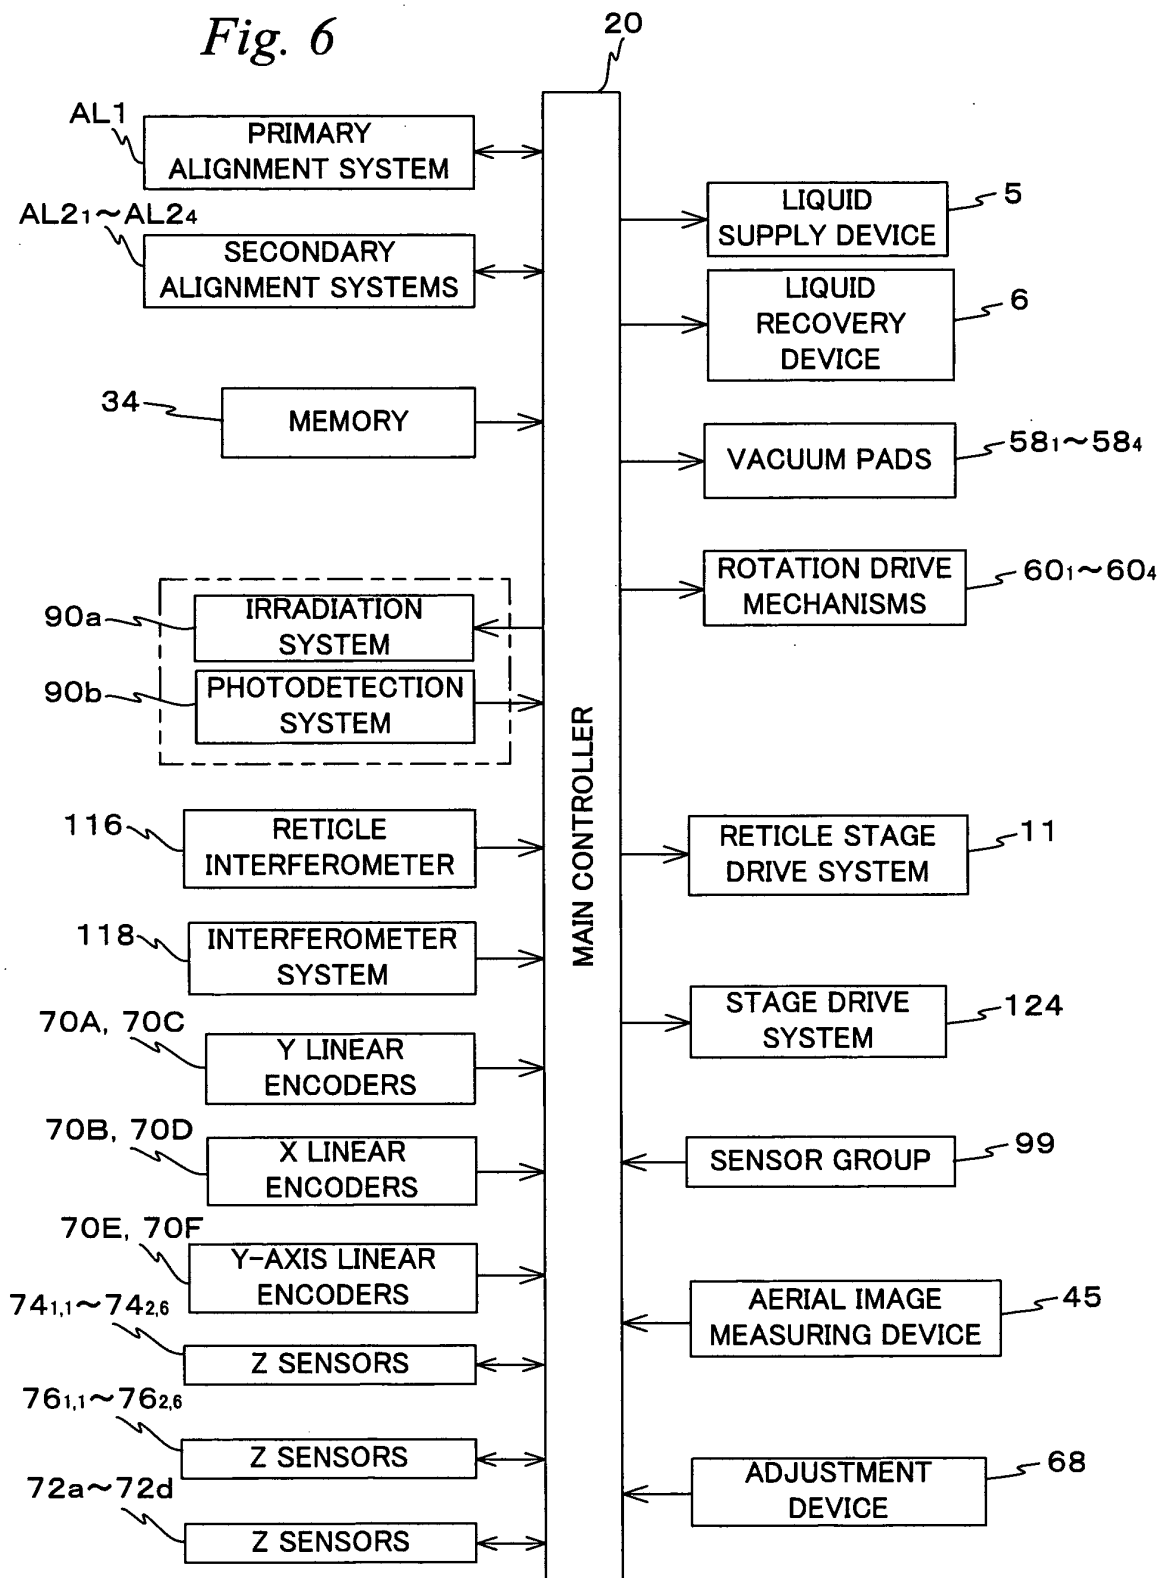 Fig. 6
20
AL1
PRIMARY
ALIGNMENT SYSTEM
AL2₁~AL2₄
SECONDARY
ALIGNMENT SYSTEMS
34
MEMORY
90a
IRRADIATION
SYSTEM
90b
PHOTODETECTION
SYSTEM
116
RETICLE
INTERFEROMETER
118
INTERFEROMETER
SYSTEM
70A, 70C
Y LINEAR
ENCODERS
70B, 70D
X LINEAR
ENCODERS
70E, 70F
Y-AXIS LINEAR
ENCODERS
74₁,₁~74₂,₆
Z SENSORS
76₁,₁~76₂,₆
Z SENSORS
72a~72d
Z SENSORS
MAIN CONTROLLER
LIQUID
SUPPLY DEVICE
5
LIQUID
RECOVERY
DEVICE
6
VACUUM PADS
58₁~58₄
ROTATION DRIVE
MECHANISMS
60₁~60₄
RETICLE STAGE
DRIVE SYSTEM
11
STAGE DRIVE
SYSTEM
124
SENSOR GROUP
99
AERIAL IMAGE
MEASURING DEVICE
45
ADJUSTMENT
DEVICE
68